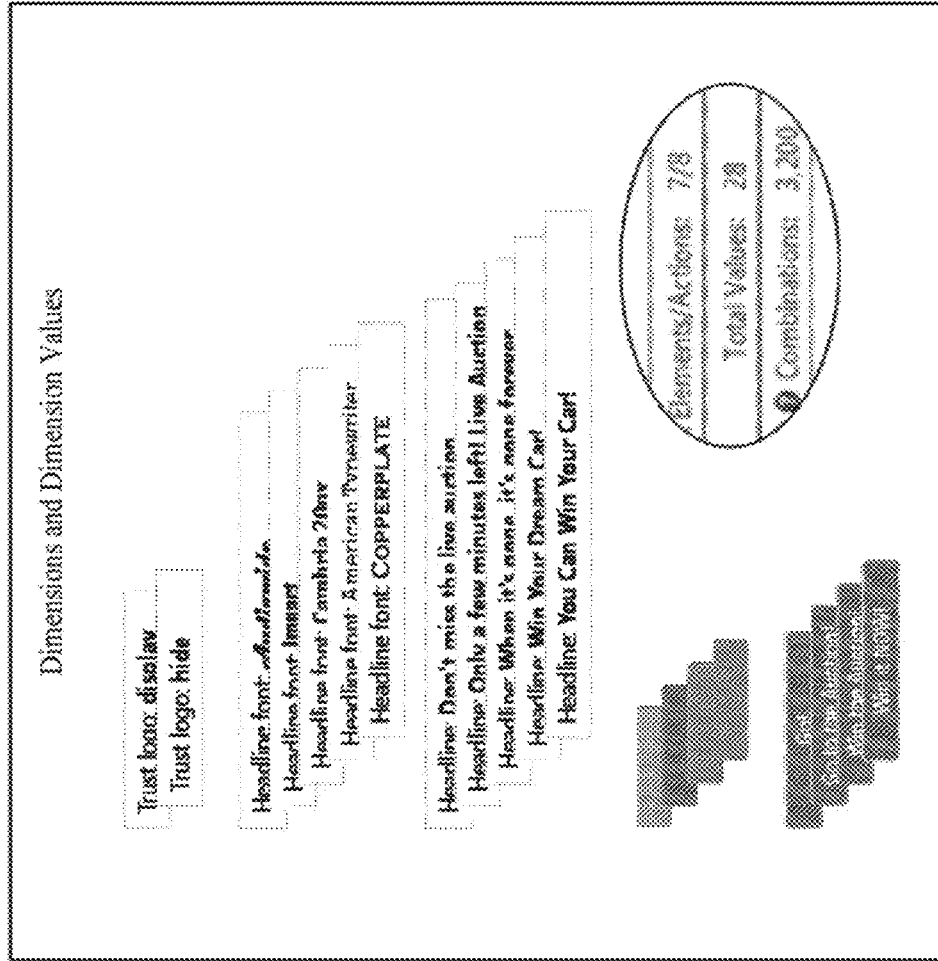 Dimensions and Dimension Values
Trust logo: display
Trust logo: hide
Headline font:
Headline font: Impact
Headline font: Cambria
Headline font: American Typewriter
Headline font: COPPERPLATE
Headline: Don't miss the live auction
Headline: Only a few minutes left! Live Auction
Headline: When it's gone, it's gone forever
Headline: Win Your Dream Car!
Headline: You Can Win Your Car!
Elements/Actions: 7/8
Total Values: 28
Combinations: 3,200